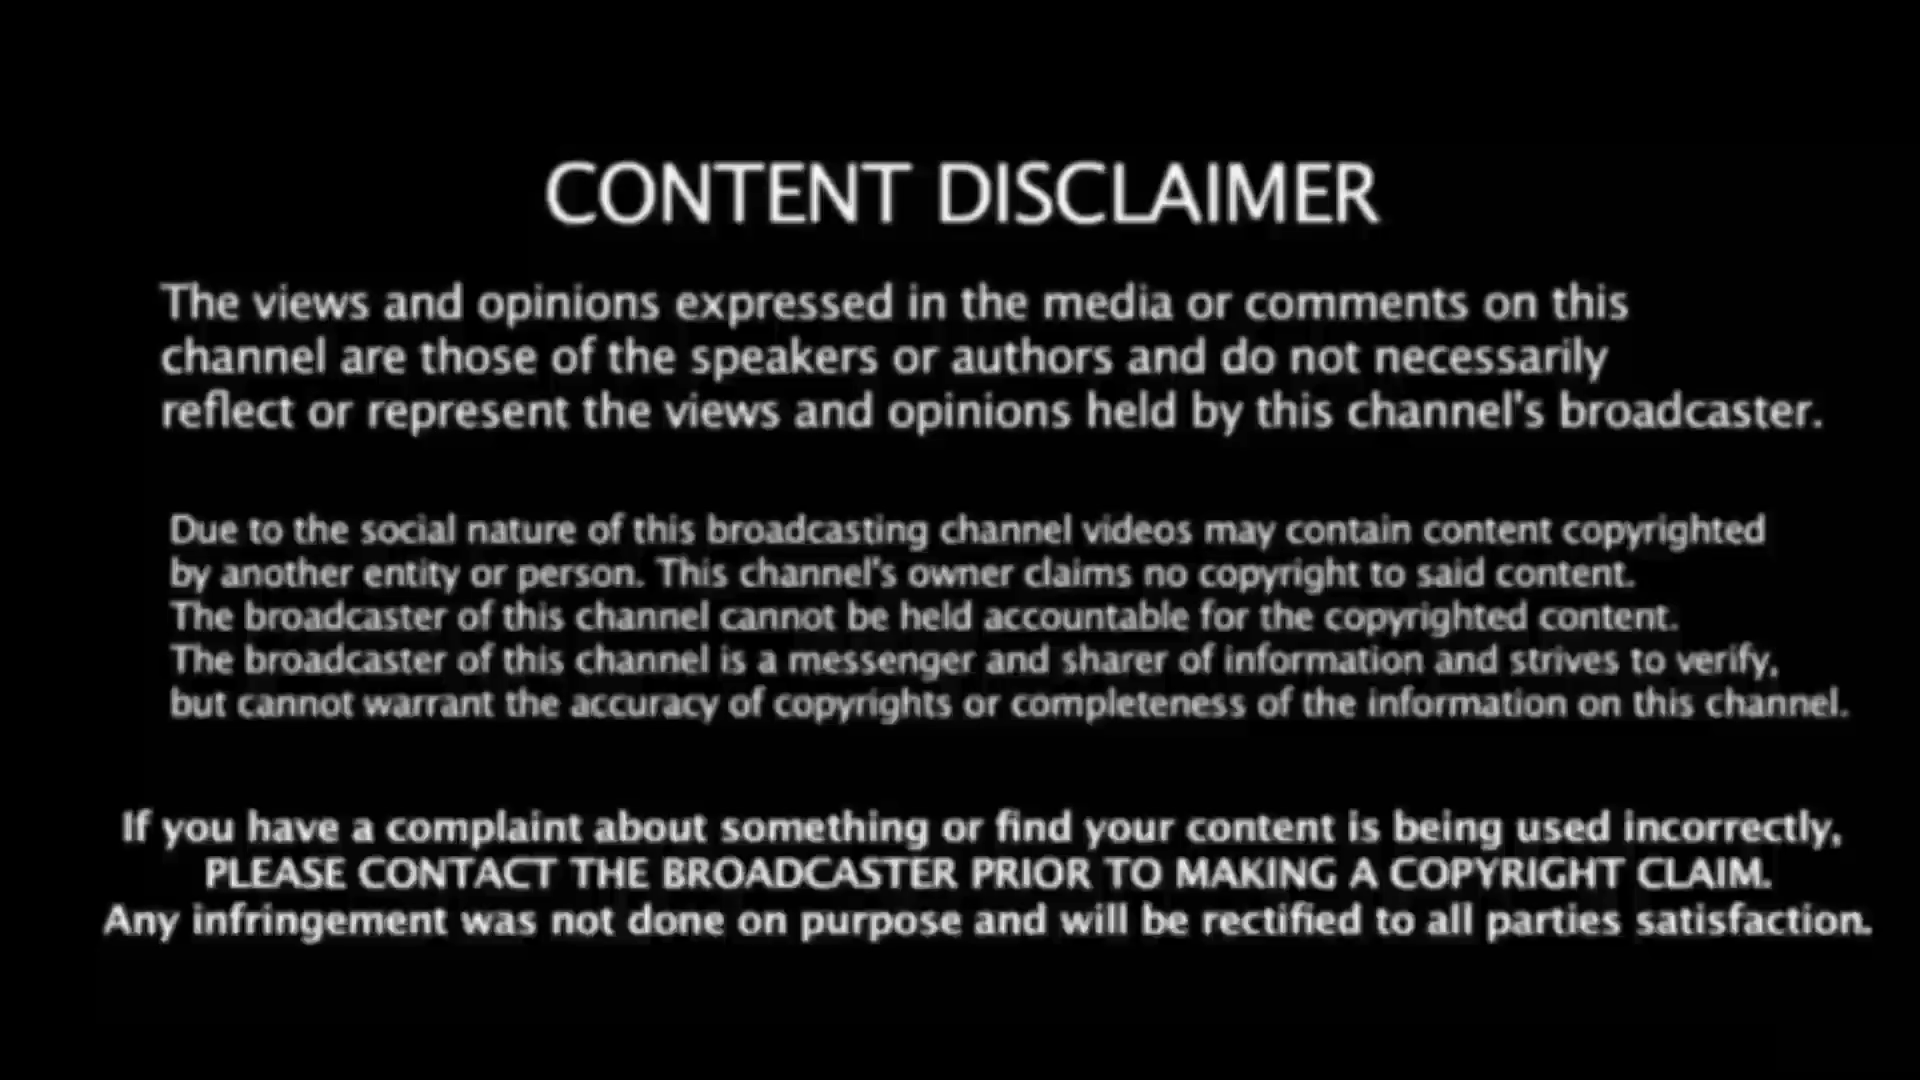 CONTENT DISCLAIMER
The views and opinions expressed in the media or comments on this
channel are those of the speakers or authors and do not necessarily
reflect or represent the views and opinions held by this channel's broadcaster.
Due to the social nature of this broadcasting channel videos may contain content copyrighted
by another entity or person. This channel's owner claims no copyright to said content.
The broadcaster of this channel cannot be held accountable for the copyrighted content.
The broadcaster of this channel is a messenger and sharer of information and strives to verify,
but cannot warrant the accuracy of copyrights or completeness of the information on this channel.
If you have a complaint about something or find your content is being used incorrectly,
PLEASE CONTACT THE BROADCASTER PRIOR TO MAKING A COPYRIGHT CLAIM.
Any infringement was not done on purpose and will be rectified to all parties satisfaction.